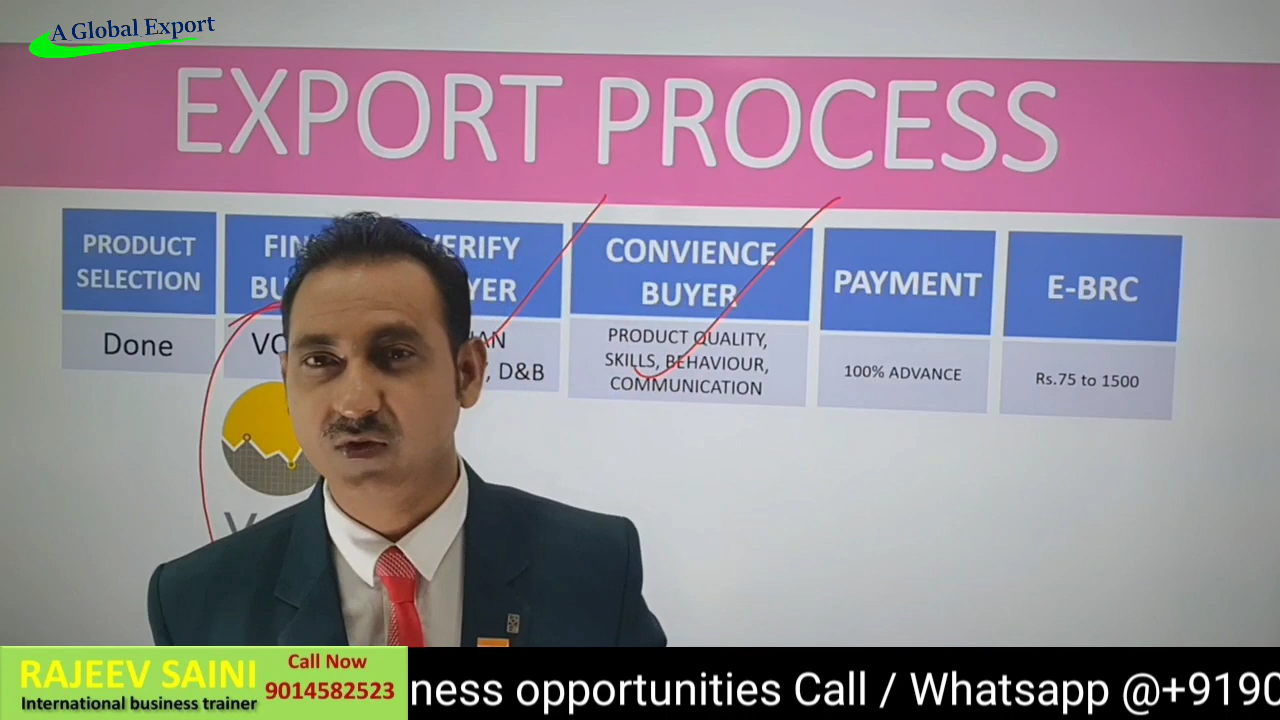 A Global Export
EXPORT PROCESS
PRODUCT
SELECTION
Done
VERIFY
D&B
CONVIENCE
BUYER
PRODUCT QUALITY,
SKILLS, BEHAVIOUR,
COMMUNICATION
PAYMENT
100% ADVANCE
E-BRC
Rs.75 to 1500
RAJEEV SAINI
International business trainer
Call Now
9014582523
opportunities Call / Whatsapp @+9190